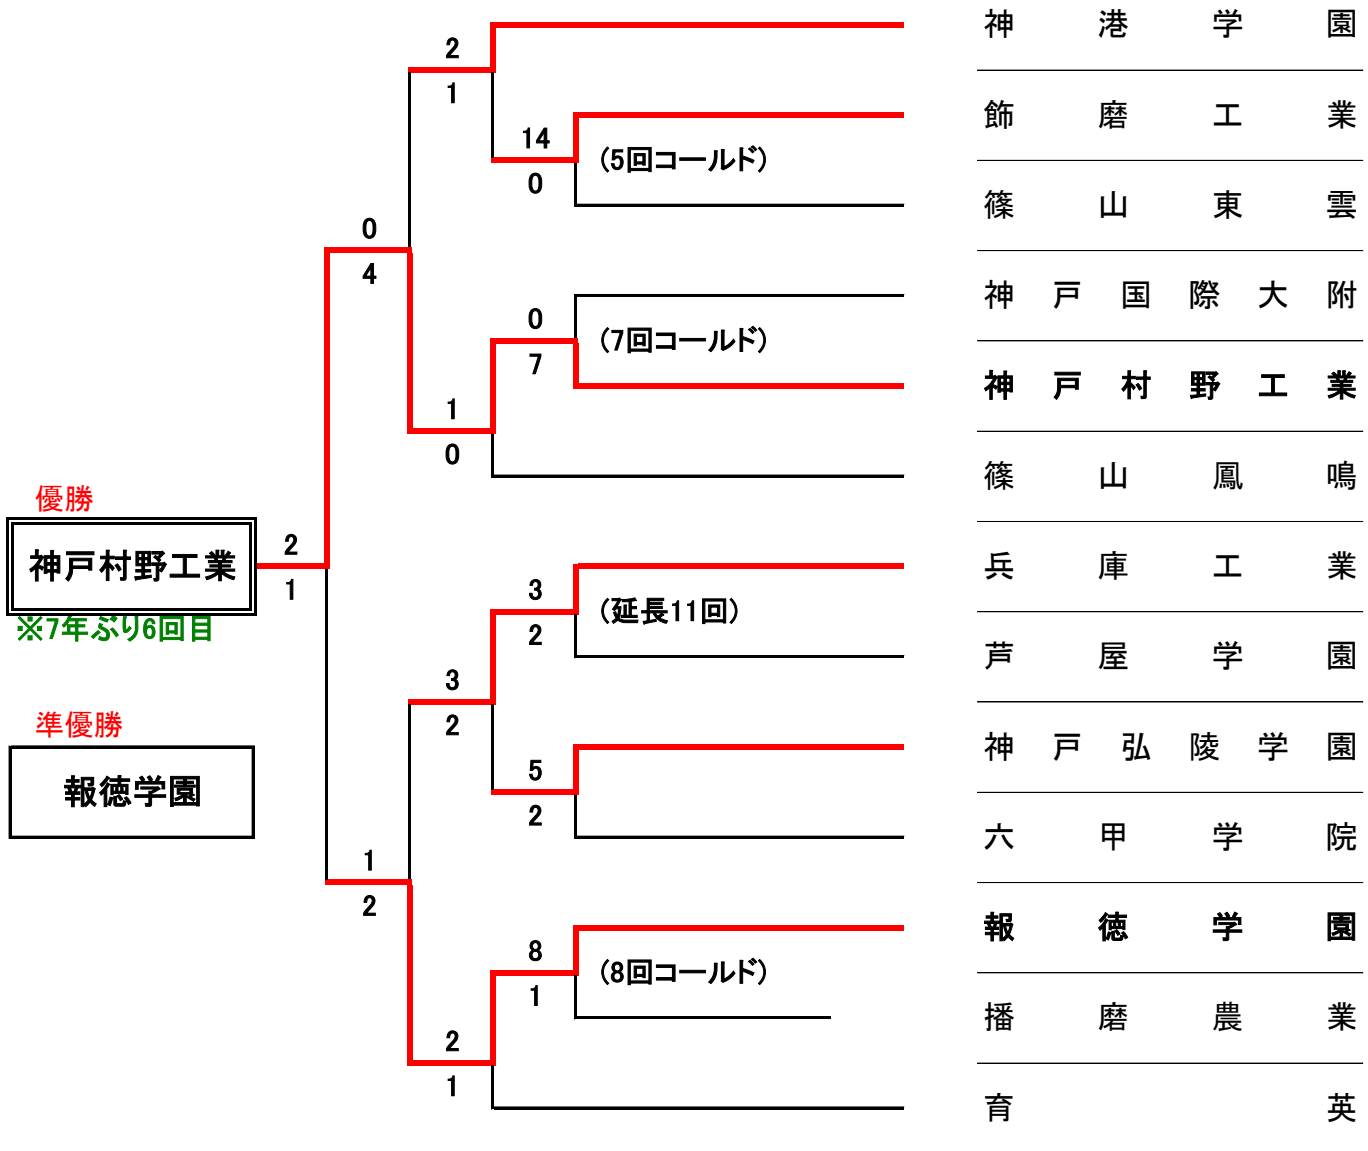 神港学園
2
1
飾磨工業
14
(5回コールド)
0
篠山東雲
0
4
神戸国際大附
0
(7回コールド)
7
神戸村野工業
1
0
篠山鳳鳴
優勝
神戸村野工業
※7年ぶり6回目
2
1
兵庫工業
3
(延長11回)
2
芦屋学園
3
2
準優勝
報徳学園
神戸弘陵学園
5
2
六甲学院
1
2
報徳学園
8
(8回コールド)
1
播磨農業
2
1
育英